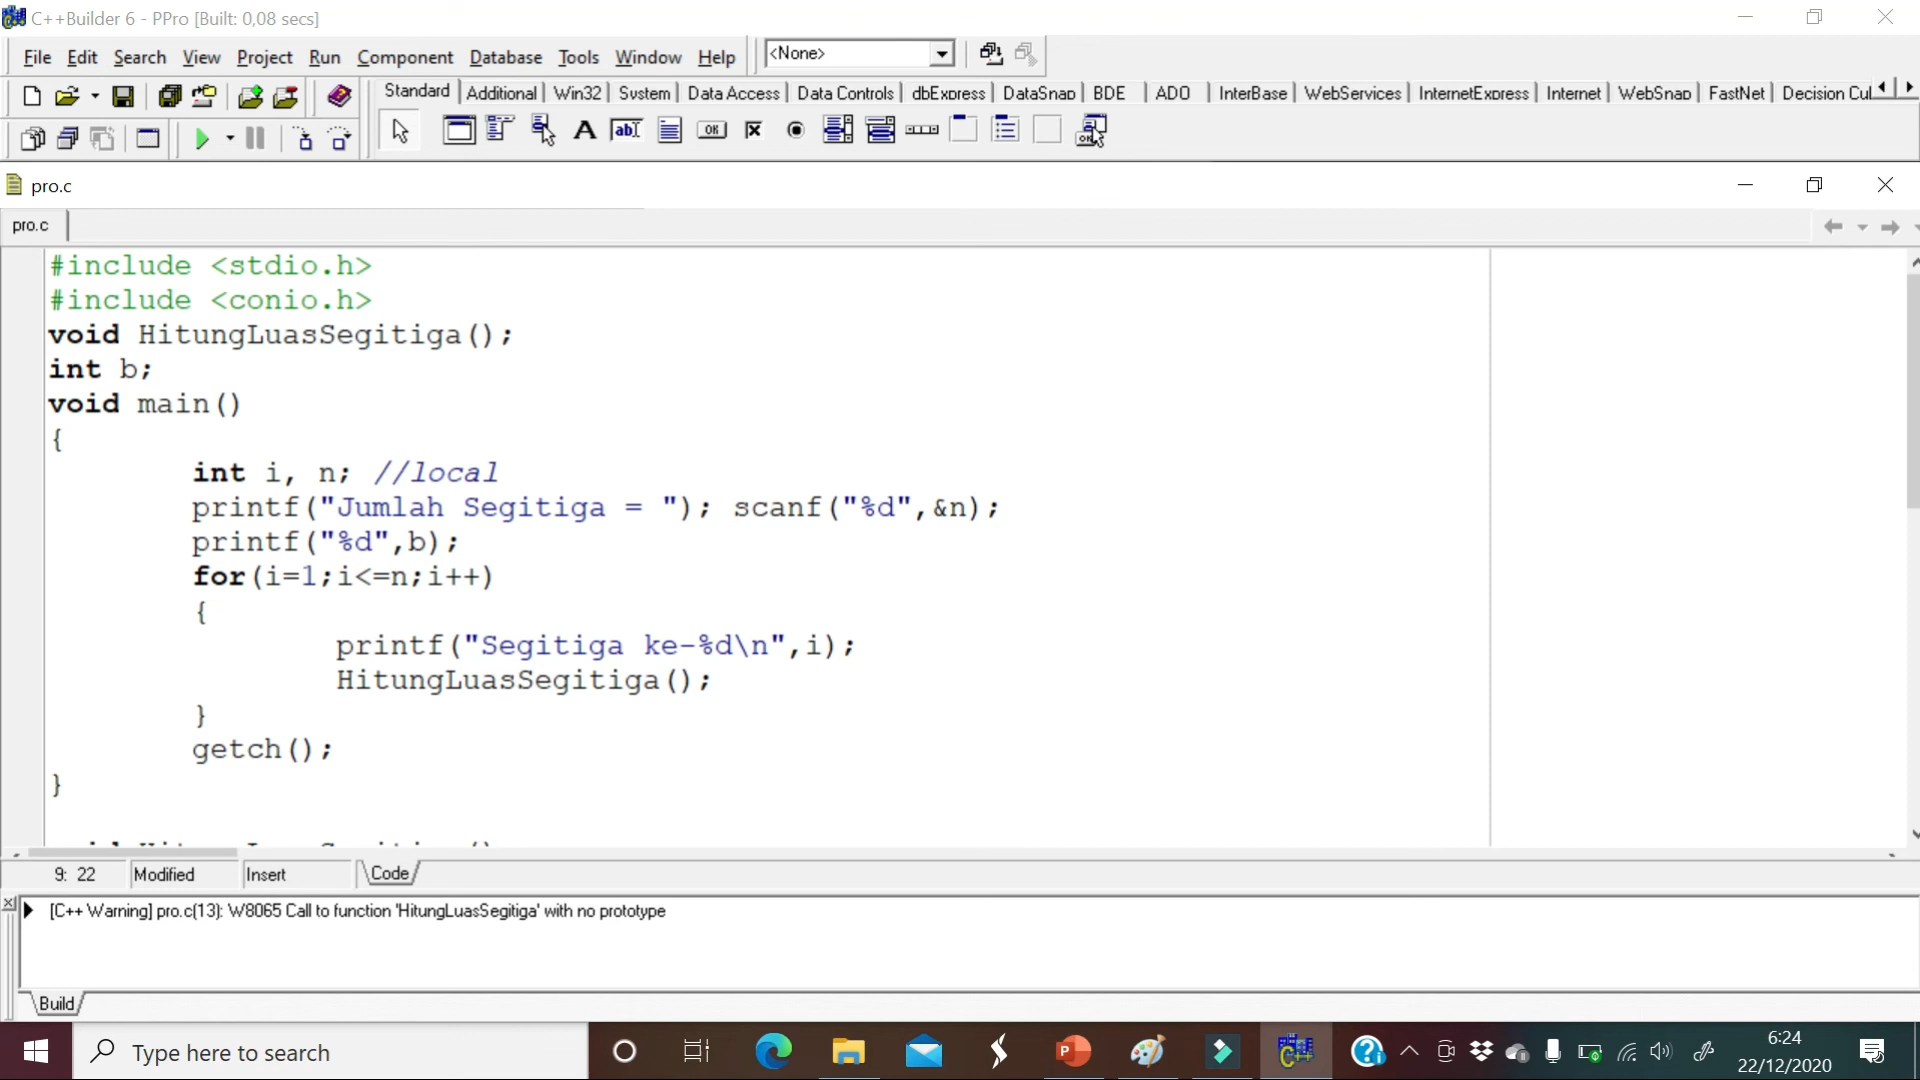 C++Builder 6 - PPro [Built: 0,08 secs]
File Edit Search View Project Run Component Database Tools Window Help <None>
Standard Additional Win32 System Data Access Data Controls dbExpress DataSnap BDE ADO InterBase WebServices InternetExpress Internet WebSnap FastNet Decision Cu
pro.c
pro.c
#include <stdio.h>
#include <conio.h>
void HitungLuasSegitiga();
int b;
void main()
{
int i, n; //local
printf("Jumlah Segitiga = "); scanf("%d",&n);
printf("%d",b);
for(i=1;i<=n;i++)
{
printf("Segitiga ke-%d\n",i);
HitungLuasSegitiga();
}
getch();
}
9: 22 Modified Insert Code
[C++ Warning] pro.c(13): W8065 Call to function 'HitungLuasSegitiga' with no prototype
Build
Type here to search
6:24
22/12/2020